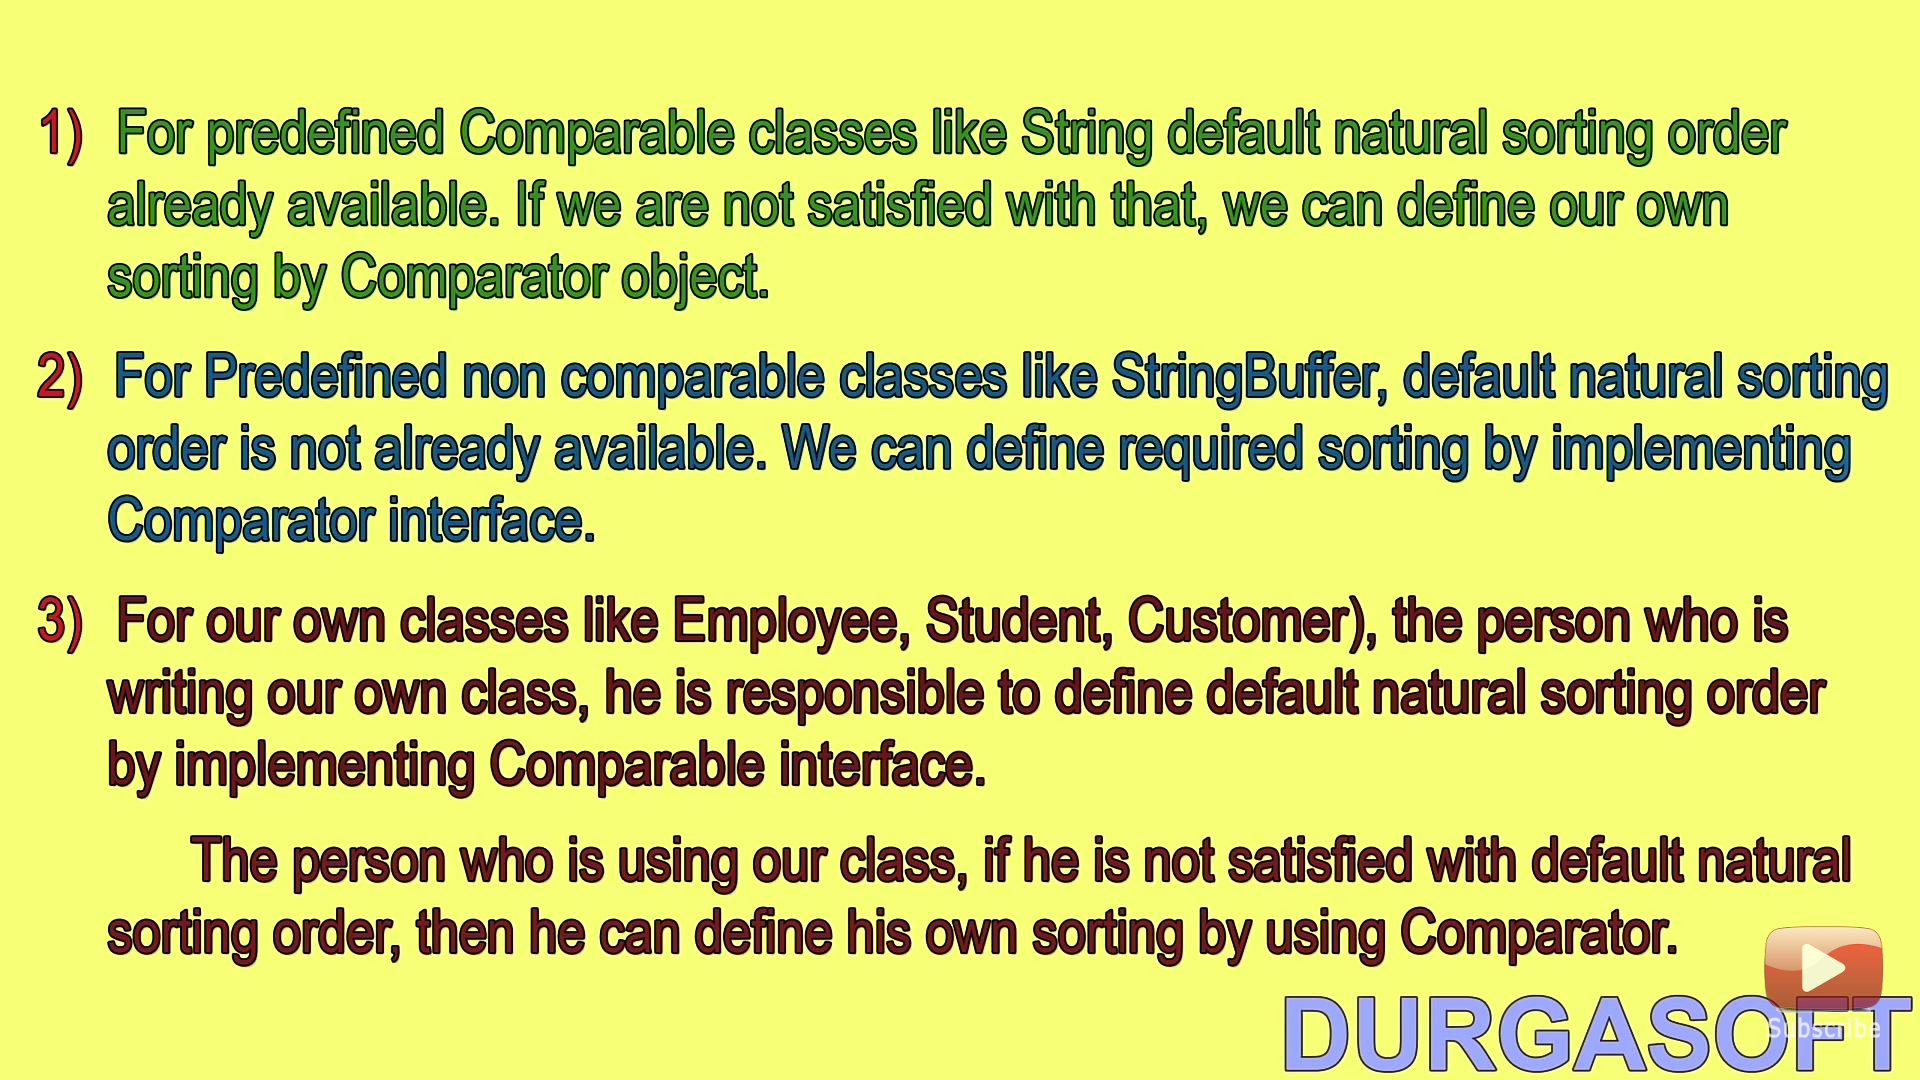 1) For predefined Comparable classes like String default natural sorting order
already available. If we are not satisfied with that, we can define our own
sorting by Comparator object.
2) For Predefined non comparable classes like StringBuffer, default natural sorting
order is not already available. We can define required sorting by implementing
Comparator interface.
3) For our own classes like Employee, Student, Customer), the person who is
writing our own class, he is responsible to define default natural sorting order
by implementing Comparable interface.
The person who is using our class, if he is not satisfied with default natural
sorting order, then he can define his own sorting by using Comparator.
DURGASOFT
Subscribe